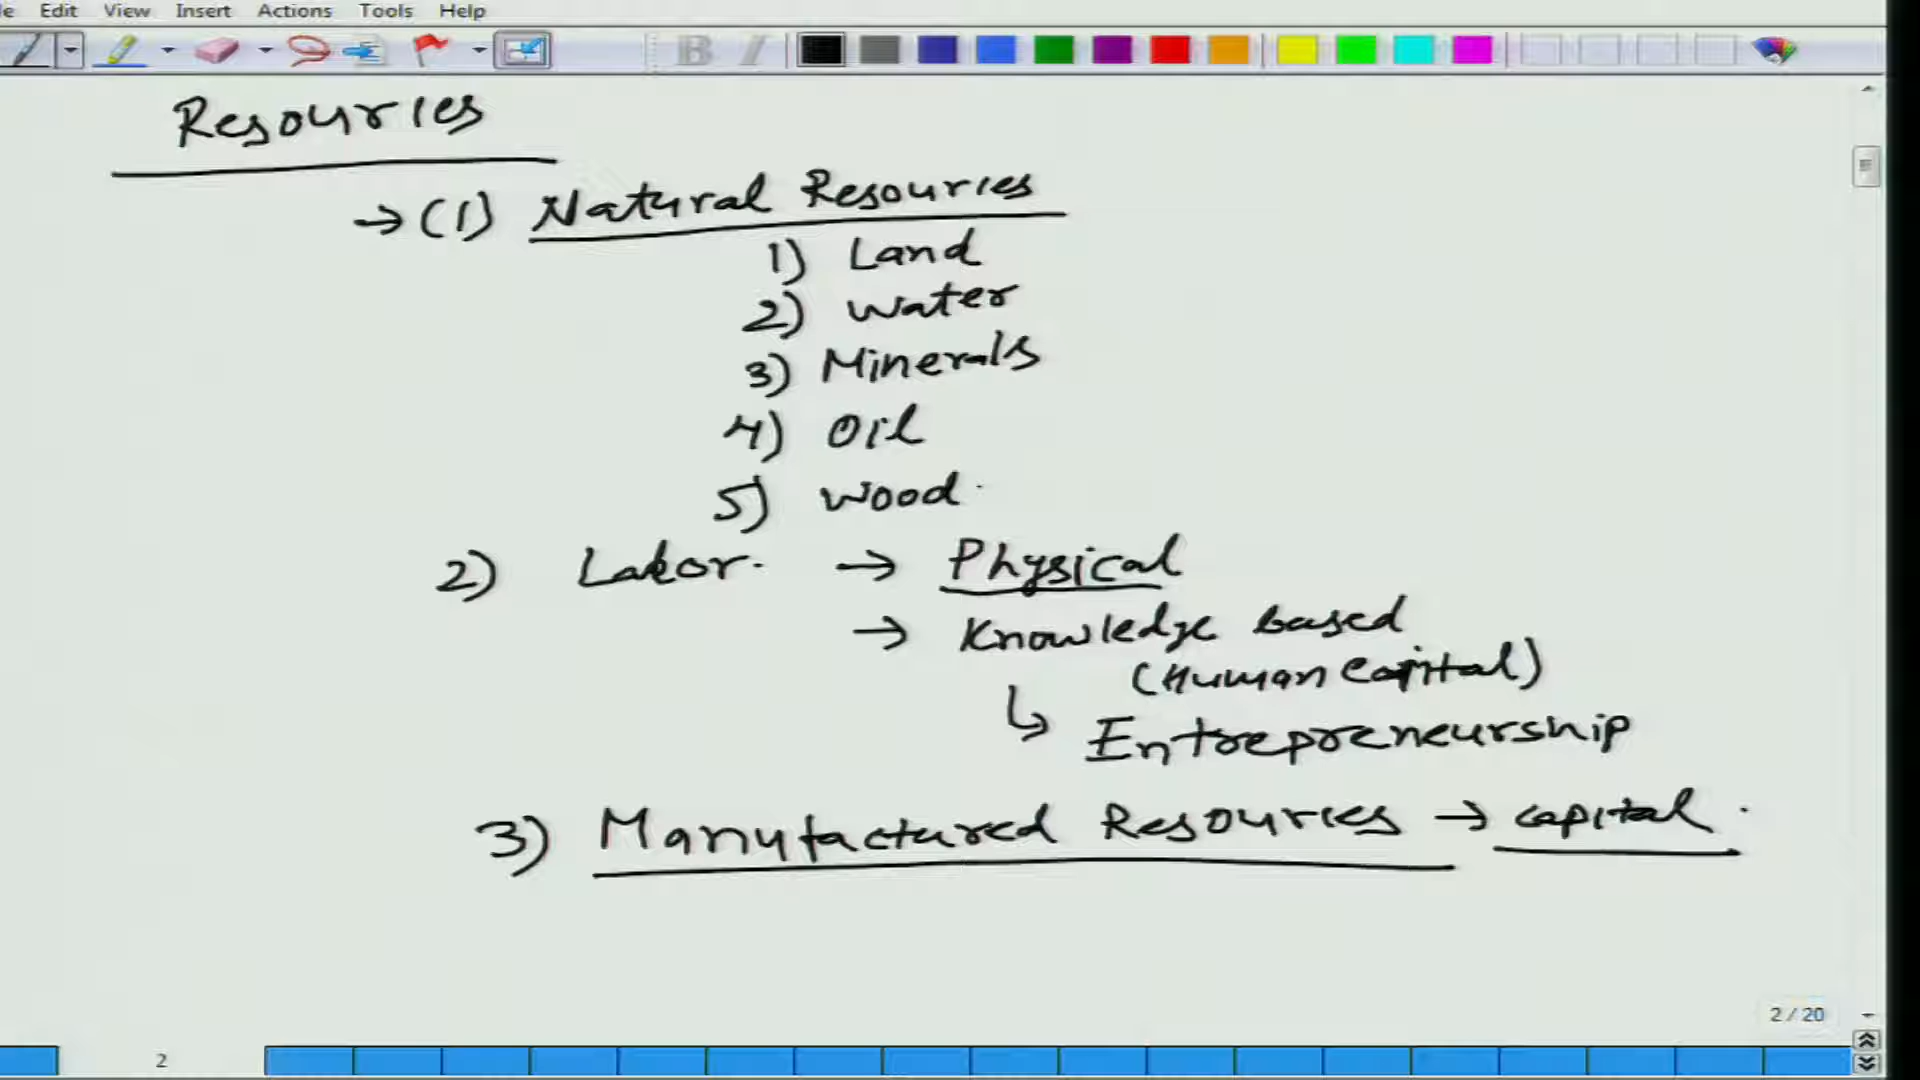 le Edit View Insert Actions Tools Help
B I
Resources
→ (1) Natural Resources
1) Land
2) Water
3) Minerals
4) Oil
5) Wood.
2) Labor. → Physical
→ Knowledge based
(Human Capital)
↳ Entrepreneurship
3) Manufactured Resources → capital.
2 / 20
2